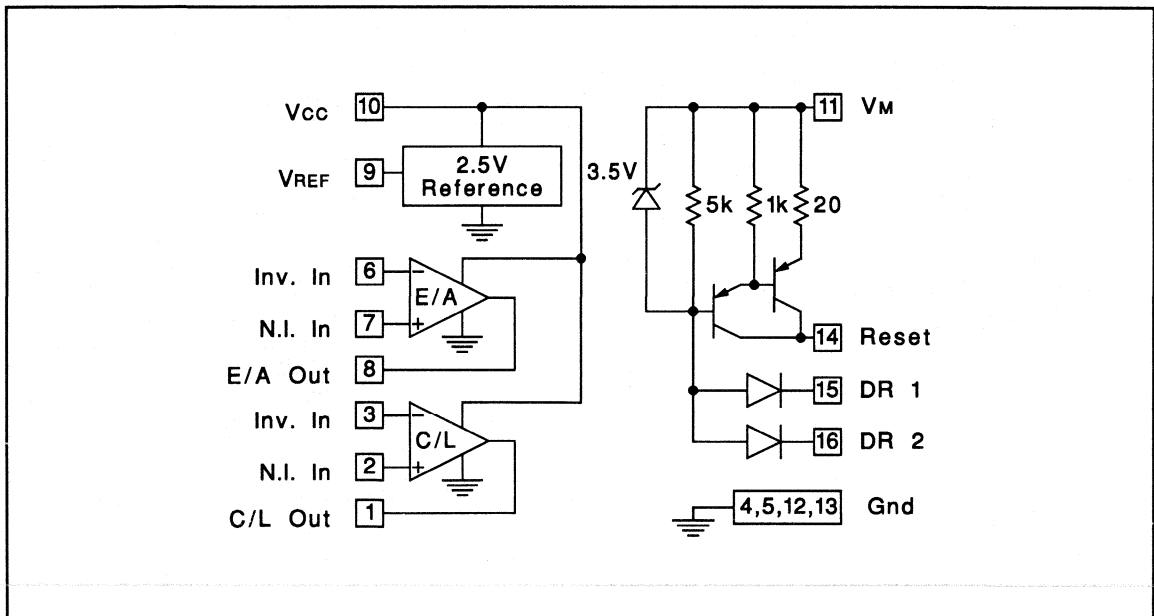 Vcc 10
VREF 9
2.5V
Reference
Inv. In 6
N.I. In 7
E/A Out 8
E/A
- +
Inv. In 3
N.I. In 2
C/L Out 1
C/L
- +
3.5V
5k
1k
20
11 VM
14 Reset
15 DR 1
16 DR 2
4,5,12,13 Gnd